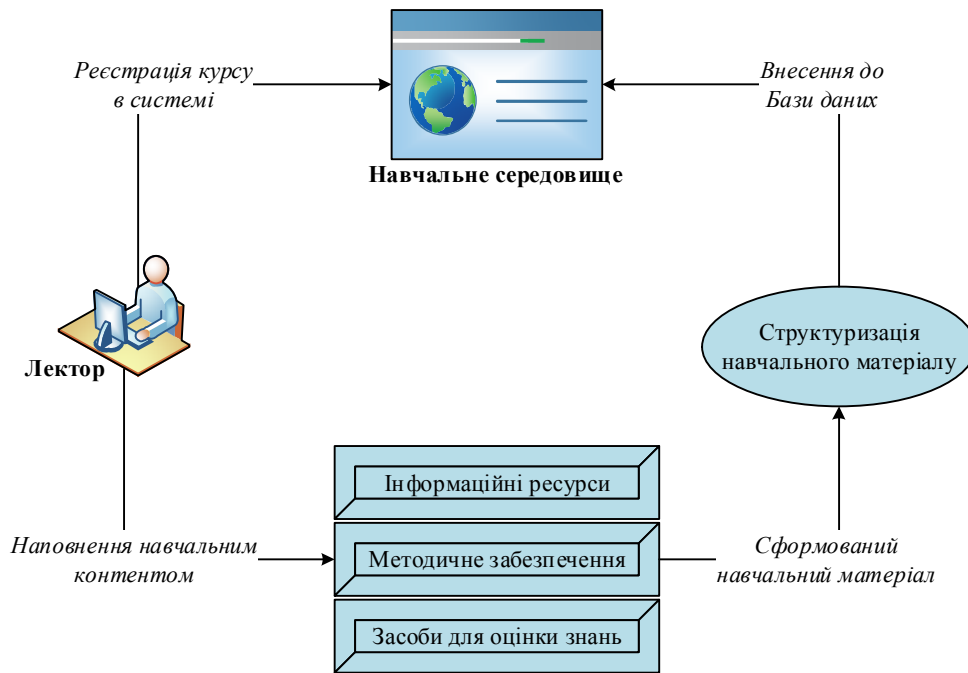 Реєстрація курсу
в системі
Внесення до
Бази даних
Навчальне середовище
Лектор
Структуризація
навчального матеріалу
Інформаційні ресурси
Наповнення навчальним
контентом
Методичне забезпечення
Сформований
навчальний матеріал
Засоби для оцінки знань